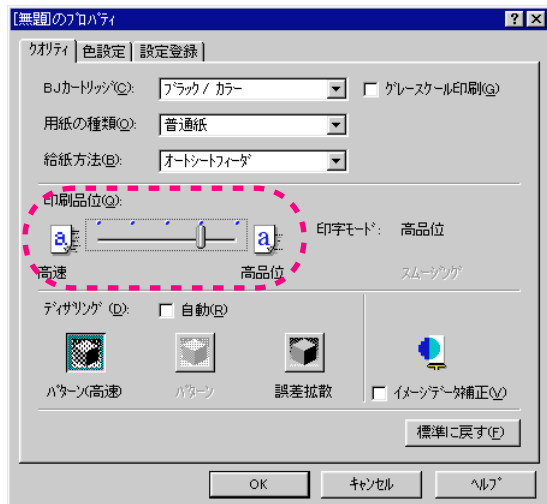 [無題]のﾌﾟﾛﾊﾟﾃｨ
ｸｵﾘﾃｨ 色設定 設定登録
BJｶｰﾄﾘｯｼﾞ(C): ﾌﾞﾗｯｸ / ｶﾗｰ ｸﾞﾚｰｽｹｰﾙ印刷(G)
用紙の種類(O): 普通紙
給紙方法(B): ｵｰﾄｼｰﾄﾌｨｰﾀﾞ
印刷品位(Q):
a a 印字ﾓｰﾄﾞ: 高品位
高速 高品位 ｽﾑｰｼﾞﾝｸﾞ
ﾃﾞｨｻﾞﾘﾝｸﾞ (D): 自動(R)
ﾊﾟﾀｰﾝ(高速) ﾊﾟﾀｰﾝ 誤差拡散 ｲﾒｰｼﾞﾃﾞｰﾀ補正(V)
標準に戻す(F)
OK ｷｬﾝｾﾙ ﾍﾙﾌﾟ